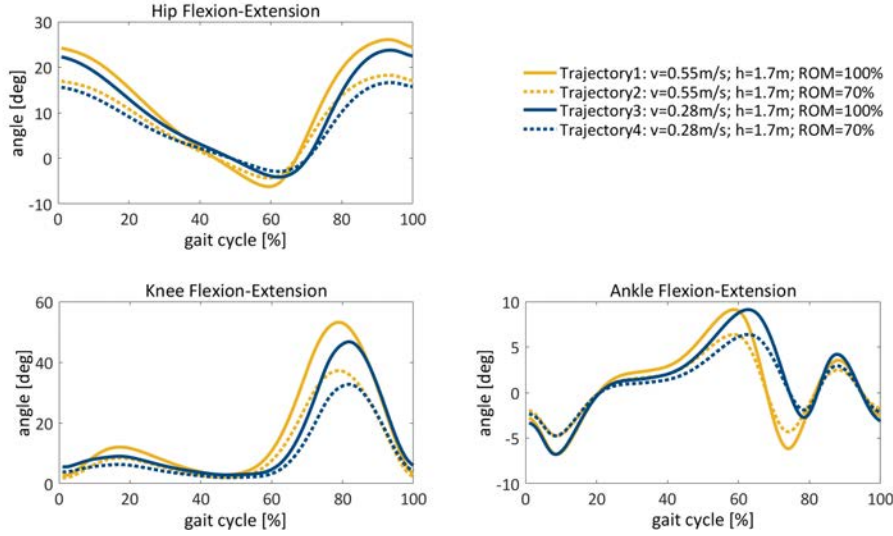 Hip Flexion-Extension
30
20
10
0
-10
angle [deg]
0 20 40 60 80 100
gait cycle [%]
Trajectory1: v=0.55m/s; h=1.7m; ROM=100%
Trajectory2: v=0.55m/s; h=1.7m; ROM=70%
Trajectory3: v=0.28m/s; h=1.7m; ROM=100%
Trajectory4: v=0.28m/s; h=1.7m; ROM=70%
Knee Flexion-Extension
60
40
20
0
angle [deg]
0 20 40 60 80 100
gait cycle [%]
Ankle Flexion-Extension
10
5
0
-5
-10
angle [deg]
0 20 40 60 80 100
gait cycle [%]